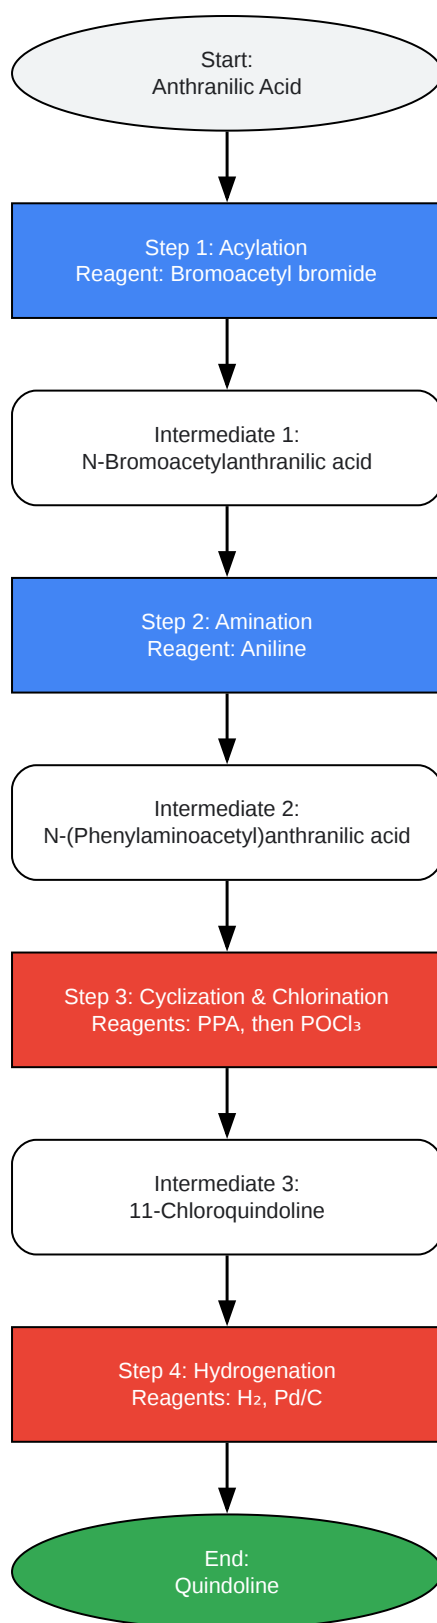 Start:
Anthranilic Acid
Step 1: Acylation
Reagent: Bromoacetyl bromide
Intermediate 1:
N-Bromoacetylanthranilic acid
Step 2: Amination
Reagent: Aniline
Intermediate 2:
N-(Phenylaminoacetyl)anthranilic acid
Step 3: Cyclization & Chlorination
Reagents: PPA, then POCl₃
Intermediate 3:
11-Chloroquindoline
Step 4: Hydrogenation
Reagents: H₂, Pd/C
End:
Quindoline